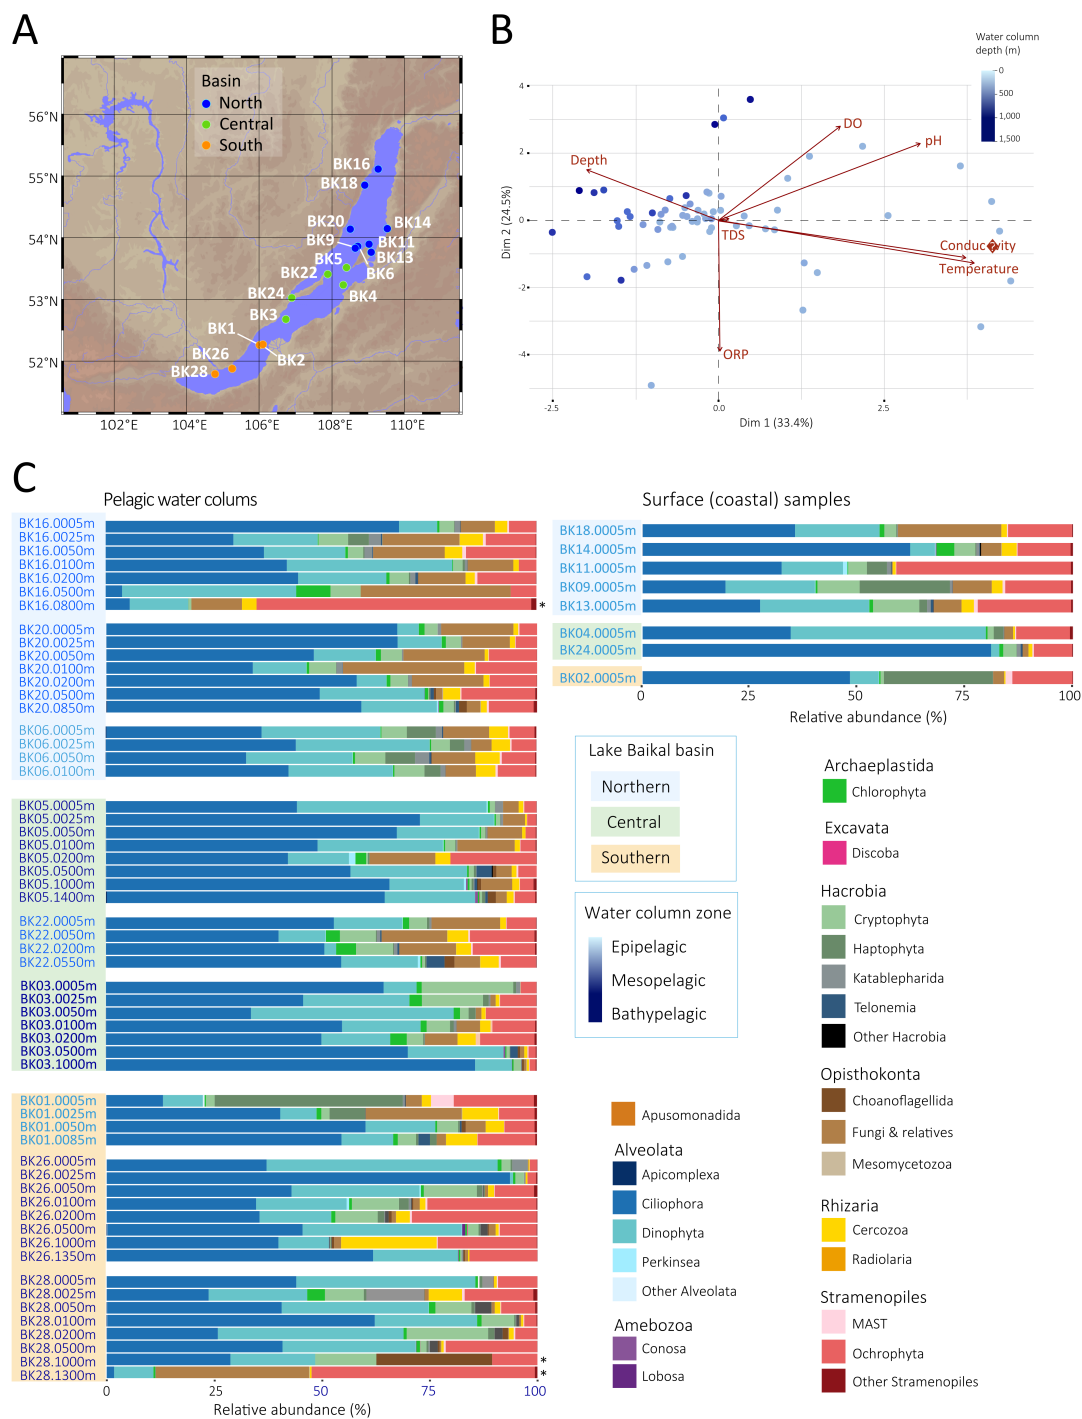 A
Basin
North
Central
South
56°N
55°N
54°N
53°N
52°N
102°E
104°E
106°E
108°E
110°E
BK16
BK18
BK20
BK14
BK9
BK11
BK13
BK5
BK6
BK22
BK4
BK24
BK3
BK1
BK2
BK26
BK28
B
Water column
depth (m)
0
500
1,000
1,500
4
2
0
-2
-4
-2.5
0.0
2.5
Dim 2 (24.5%)
Dim 1 (33.4%)
Depth
DO
pH
TDS
Conductivity
Temperature
ORP
C
Pelagic water colums
BK16.0005m
BK16.0025m
BK16.0050m
BK16.0100m
BK16.0200m
BK16.0500m
BK16.0800m *
BK20.0005m
BK20.0025m
BK20.0050m
BK20.0100m
BK20.0200m
BK20.0500m
BK20.0850m
BK06.0005m
BK06.0025m
BK06.0050m
BK06.0100m
BK05.0005m
BK05.0025m
BK05.0050m
BK05.0100m
BK05.0200m
BK05.0500m
BK05.1000m
BK05.1400m
BK22.0005m
BK22.0050m
BK22.0200m
BK22.0550m
BK03.0005m
BK03.0025m
BK03.0050m
BK03.0100m
BK03.0200m
BK03.0500m
BK03.1000m
BK01.0005m
BK01.0025m
BK01.0050m
BK01.0085m
BK26.0005m
BK26.0025m
BK26.0050m
BK26.0100m
BK26.0200m
BK26.0500m
BK26.1000m
BK26.1350m
BK28.0005m
BK28.0025m
BK28.0050m
BK28.0100m
BK28.0200m
BK28.0500m
BK28.1000m *
BK28.1300m *
0 25 50 75 100
Relative abundance (%)
Surface (coastal) samples
BK18.0005m
BK14.0005m
BK11.0005m
BK09.0005m
BK13.0005m
BK04.0005m
BK24.0005m
BK02.0005m
0 25 50 75 100
Relative abundance (%)
Lake Baikal basin
Northern
Central
Southern
Water column zone
Epipelagic
Mesopelagic
Bathypelagic
Apusomonadida
Alveolata
Apicomplexa
Ciliophora
Dinophyta
Perkinsea
Other Alveolata
Amebozoa
Conosa
Lobosa
Archaeplastida
Chlorophyta
Excavata
Discoba
Hacrobia
Cryptophyta
Haptophyta
Katablepharida
Telonemia
Other Hacrobia
Opisthokonta
Choanoflagellida
Fungi & relatives
Mesomycetozoa
Rhizaria
Cercozoa
Radiolaria
Stramenopiles
MAST
Ochrophyta
Other Stramenopiles